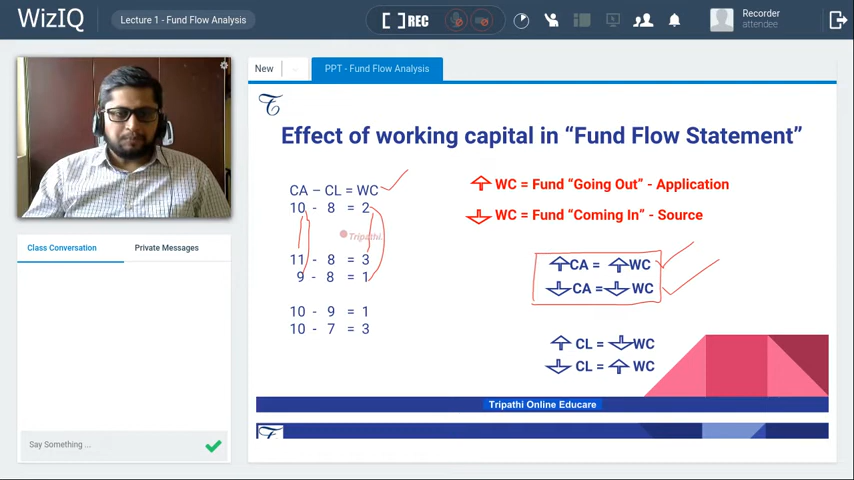 WizIQ
Lecture 1 - Fund Flow Analysis
REC
Recorder
attendee
New
PPT - Fund Flow Analysis
Effect of working capital in “Fund Flow Statement”
CA – CL = WC
10 - 8 = 2
Tripathi.
11 - 8 = 3
9 - 8 = 1
10 - 9 = 1
10 - 7 = 3
WC = Fund “Going Out” - Application
WC = Fund “Coming In” - Source
CA = WC
CA = WC
CL = WC
CL = WC
Tripathi Online Educare
Class Conversation
Private Messages
Say Something ...